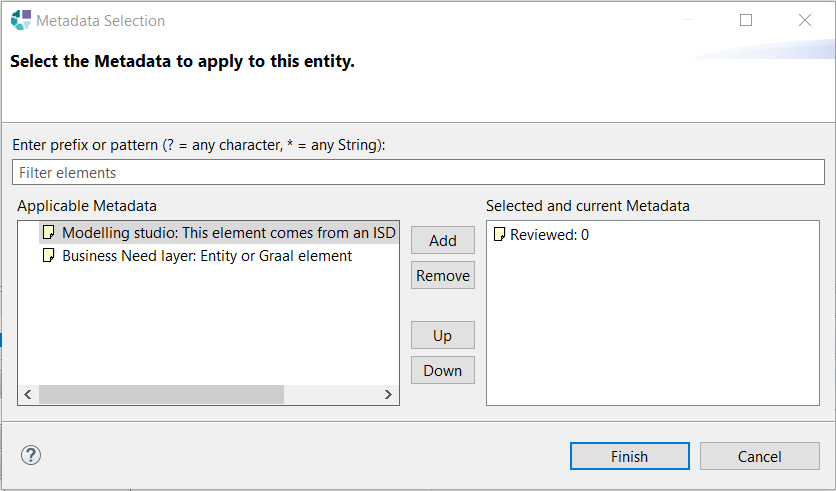 Metadata Selection
Select the Metadata to apply to this entity.
Enter prefix or pattern (? = any character, * = any String):
Filter elements
Applicable Metadata
Selected and current Metadata
Modelling studio: This element comes from an ISD
Business Need layer: Entity or Graal element
Add
Remove
Up
Down
Reviewed: 0
?
Finish
Cancel